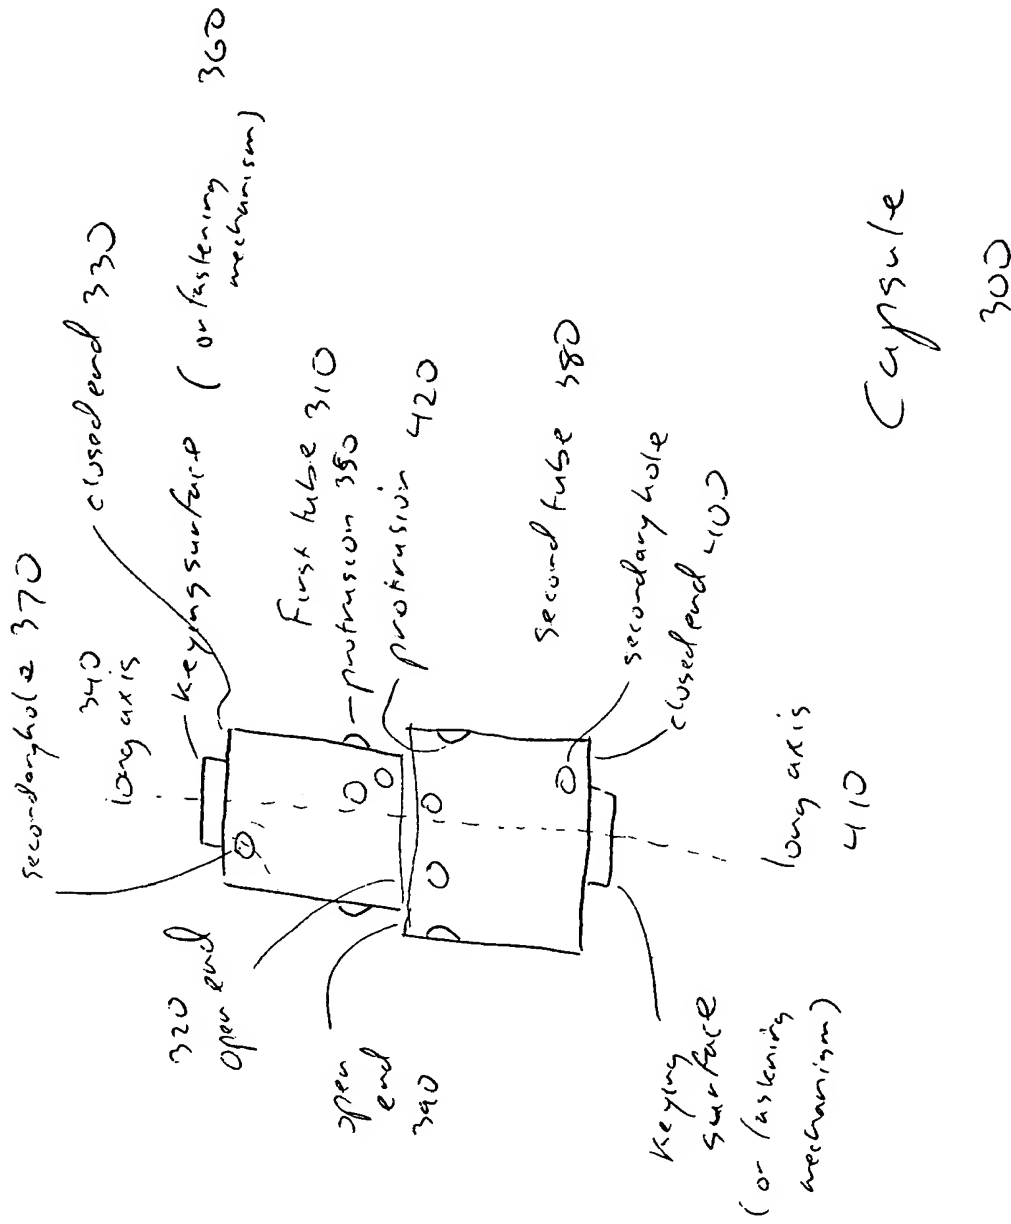 secondary hole 370
340
long axis
320
open end
closed end 330
Keying surface (or fastening
mechanism) 360
open
end
390
First tube 310
protrusion 350
protrusion 420
second tube 380
secondary hole
closed end 400
Keying
surface
(or fastening
mechanism)
long axis
410
Capsule
300